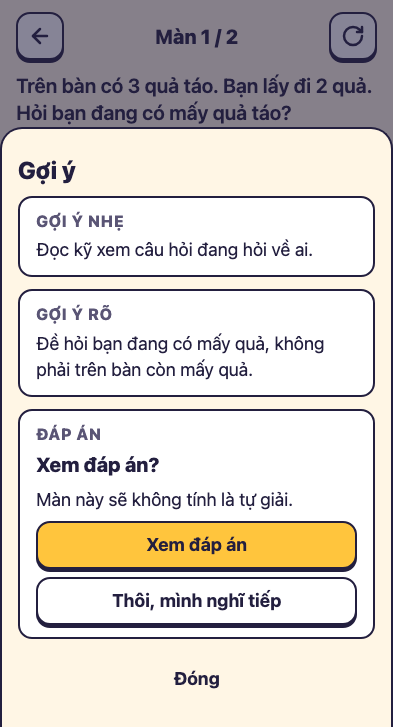 Màn 1 / 2
Trên bàn có 3 quả táo. Bạn lấy đi 2 quả.
Hỏi bạn đang có mấy quả táo?
Gợi ý
GỢI Ý NHẸ
Đọc kỹ xem câu hỏi đang hỏi về ai.
GỢI Ý RÕ
Đề hỏi bạn đang có mấy quả, không
phải trên bàn còn mấy quả.
ĐÁP ÁN
Xem đáp án?
Màn này sẽ không tính là tự giải.
Xem đáp án
Thôi, mình nghĩ tiếp
Đóng